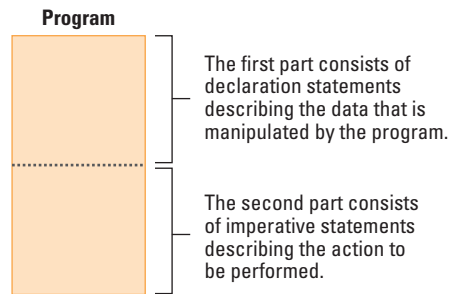 Program
The first part consists of
declaration statements
describing the data that is
manipulated by the program.
The second part consists
of imperative statements
describing the action to
be performed.